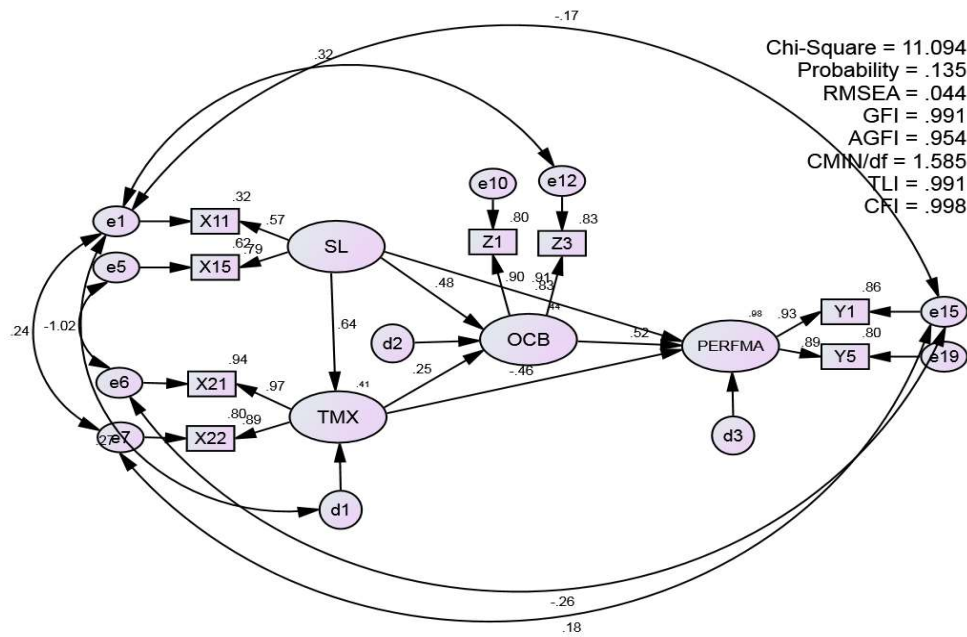 -.17
Chi-Square = 11.094
Probability = .135
RMSEA = .044
GFI = .991
AGFI = .954
CMIN/df = 1.585
TLI = .991
CFI = .998
.32
e10
e12
.80
.83
Z1
Z3
.32
e1
X11
.57
SL
.62
.79
e5
X15
.90
.91
.83
.48
.44
.86
.98
.93
Y1
e15
.24
-1.02
.64
d2
OCB
.52
PERFMA
.80
.89
Y5
e19
.94
-.46
.25
e6
X21
.97
.41
.80
.89
TMX
.27
e7
X22
d3
d1
-.26
.18